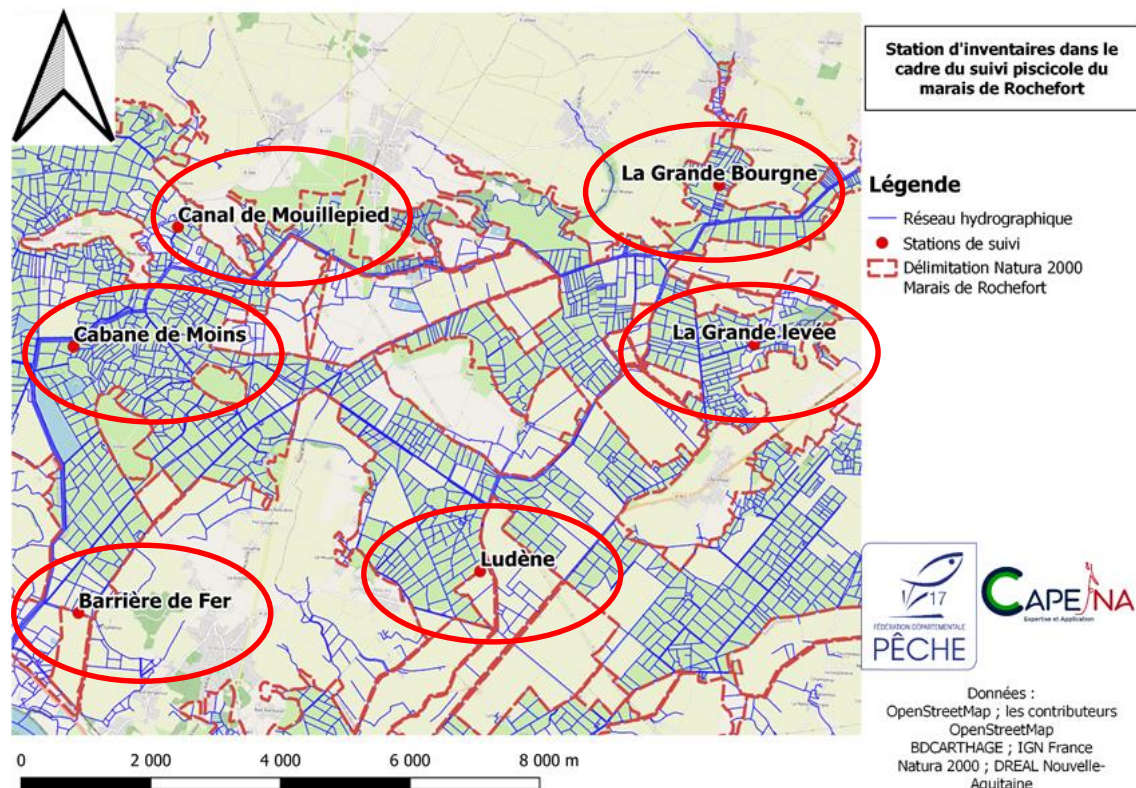 Station d'inventaires dans le
cadre du suivi piscicole du
marais de Rochefort
La Grande Bourgne
Canal de Mouillepied
Cabane de Moins
La Grande levée
Ludène
Barrière de Fer
Légende
Réseau hydrographique
Stations de suivi
Délimitation Natura 2000
Marais de Rochefort
17
FÉDÉRATION DÉPARTEMENTALE
PÊCHE
CAPENA
Expertise et Application
Données :
OpenStreetMap ; les contributeurs
OpenStreetMap
BDCARTHAGE ; IGN France
Natura 2000 ; DREAL Nouvelle-
Aquitaine
0 2 000 4 000 6 000 8 000 m